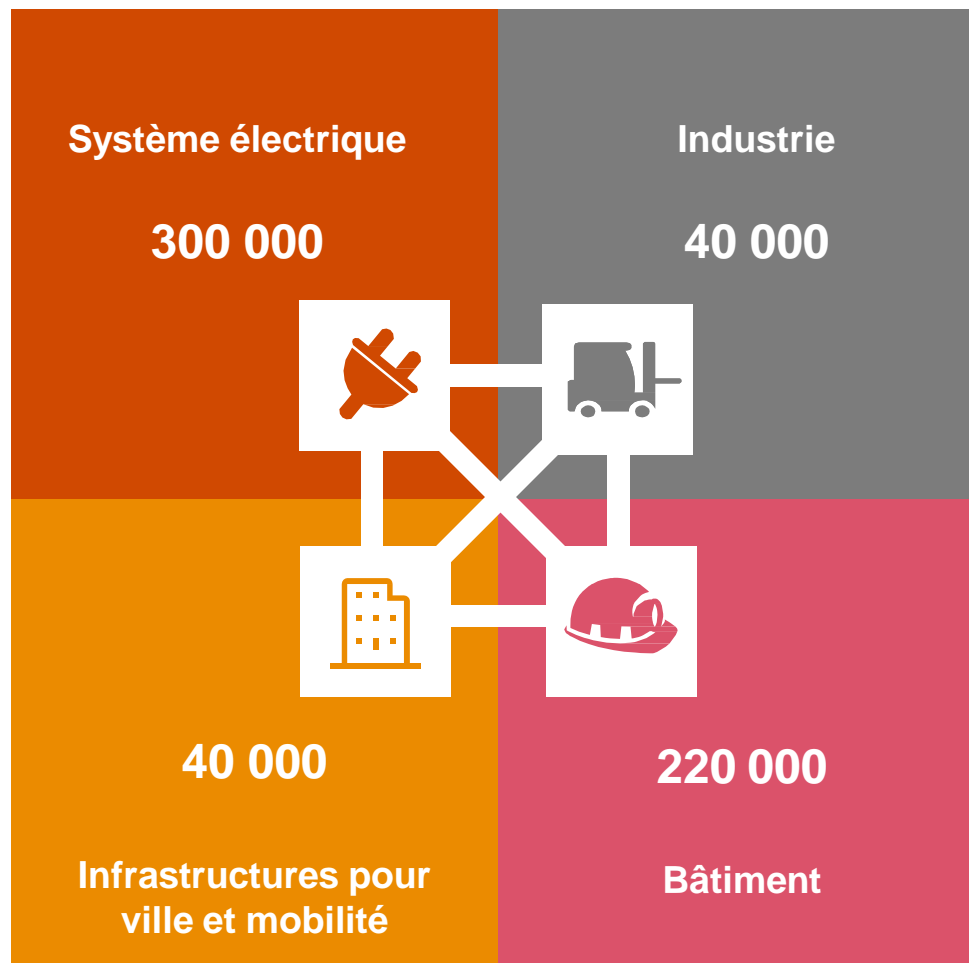 Système électrique
300 000
Industrie
40 000
40 000
Infrastructures pour
ville et mobilité
220 000
Bâtiment